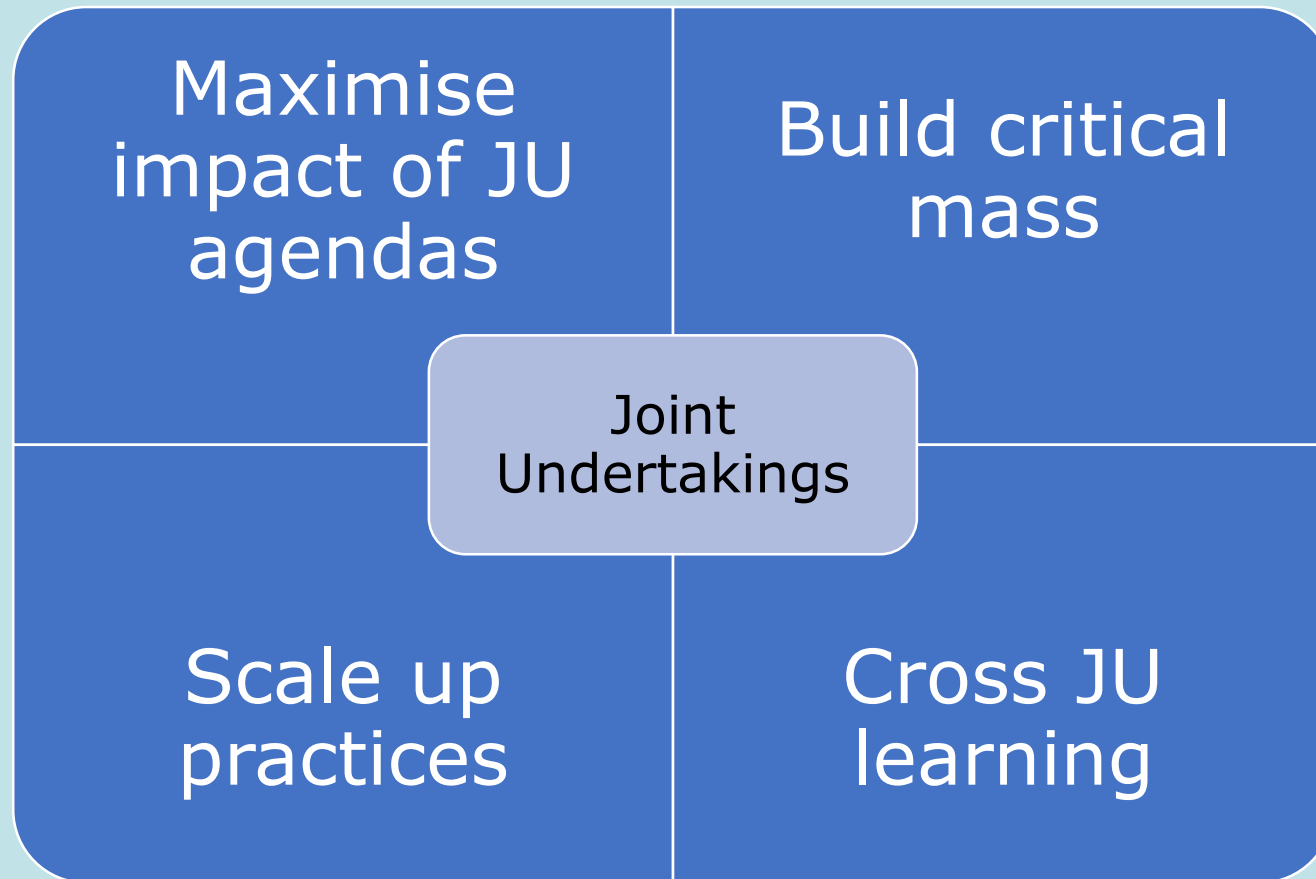 Maximise
impact of JU
agendas
Build critical
mass
Joint
Undertakings
Scale up
practices
Cross JU
learning